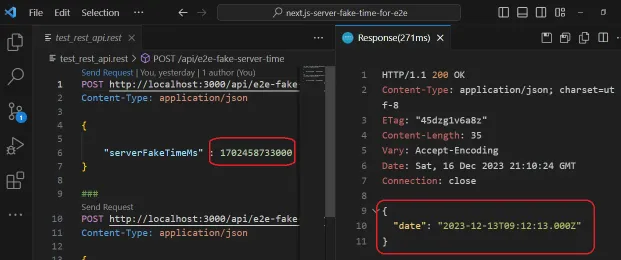 File Edit Selection ··· next.js-server-fake-time-for-e2e
test_rest_api.rest
test_rest_api.rest > POST /api/e2e-fake-server-time
Send Request | You, yesterday | 1 author (You)
1 POST http://localhost:3000/api/e2e-fake-
2 Content-Type: application/json
3
4 {
5
6 "serverFakeTimeMs" : 1702458733000
7 }
8
9 ###
Send Request
10 POST http://localhost:3000/api/e2e-fake-
11 Content-Type: application/json
12
13 {
Response(271ms) ×
1 HTTP/1.1 200 OK
2 Content-Type: application/json; charset=ut
f-8
3 ETag: "45dzg1v6a8z"
4 Content-Length: 35
5 Vary: Accept-Encoding
6 Date: Sat, 16 Dec 2023 21:10:24 GMT
7 Connection: close
8
9 {
10 "date": "2023-12-13T09:12:13.000Z"
11 }
1